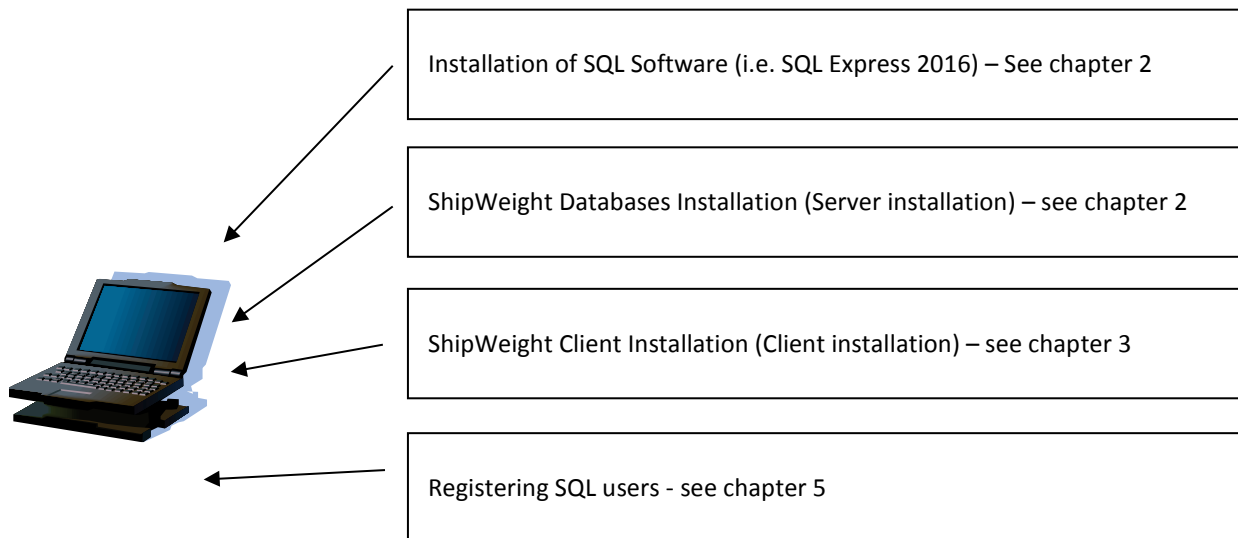 Installation of SQL Software (i.e. SQL Express 2016) – See chapter 2
ShipWeight Databases Installation (Server installation) – see chapter 2
ShipWeight Client Installation (Client installation) – see chapter 3
Registering SQL users - see chapter 5